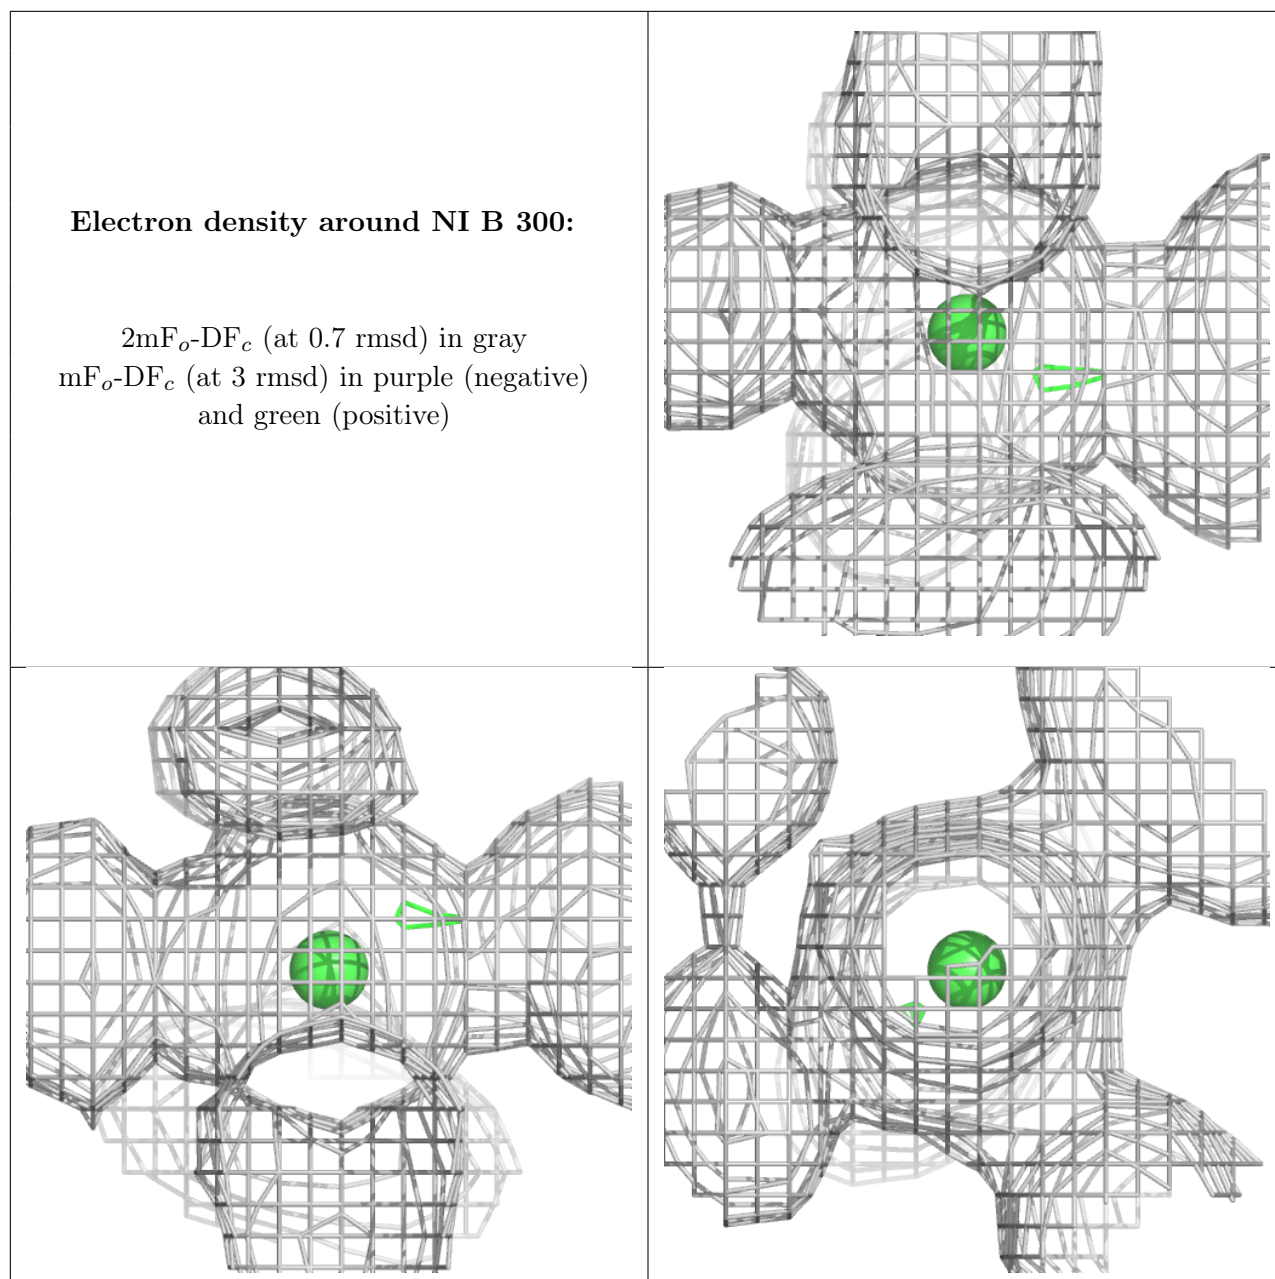 Electron density around NI B 300:
2mFo-DFc (at 0.7 rmsd) in gray
mFo-DFc (at 3 rmsd) in purple (negative)
and green (positive)